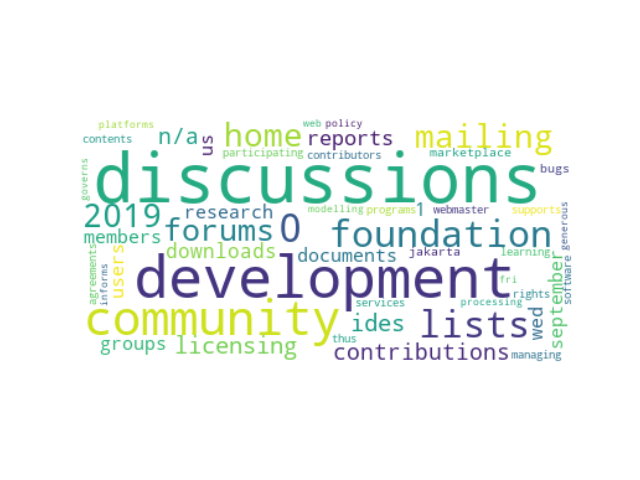 platforms web policy
contents n/a us home reports mailing
participating contributors marketplace
governs discussions bugs
2019 research forums 0 modelling programs 1 webmaster supports generous
members foundation
agreements informs users downloads documents jakarta learning
development fri rights software
services processing
community ides lists wed september
groups licensing thus contributions managing